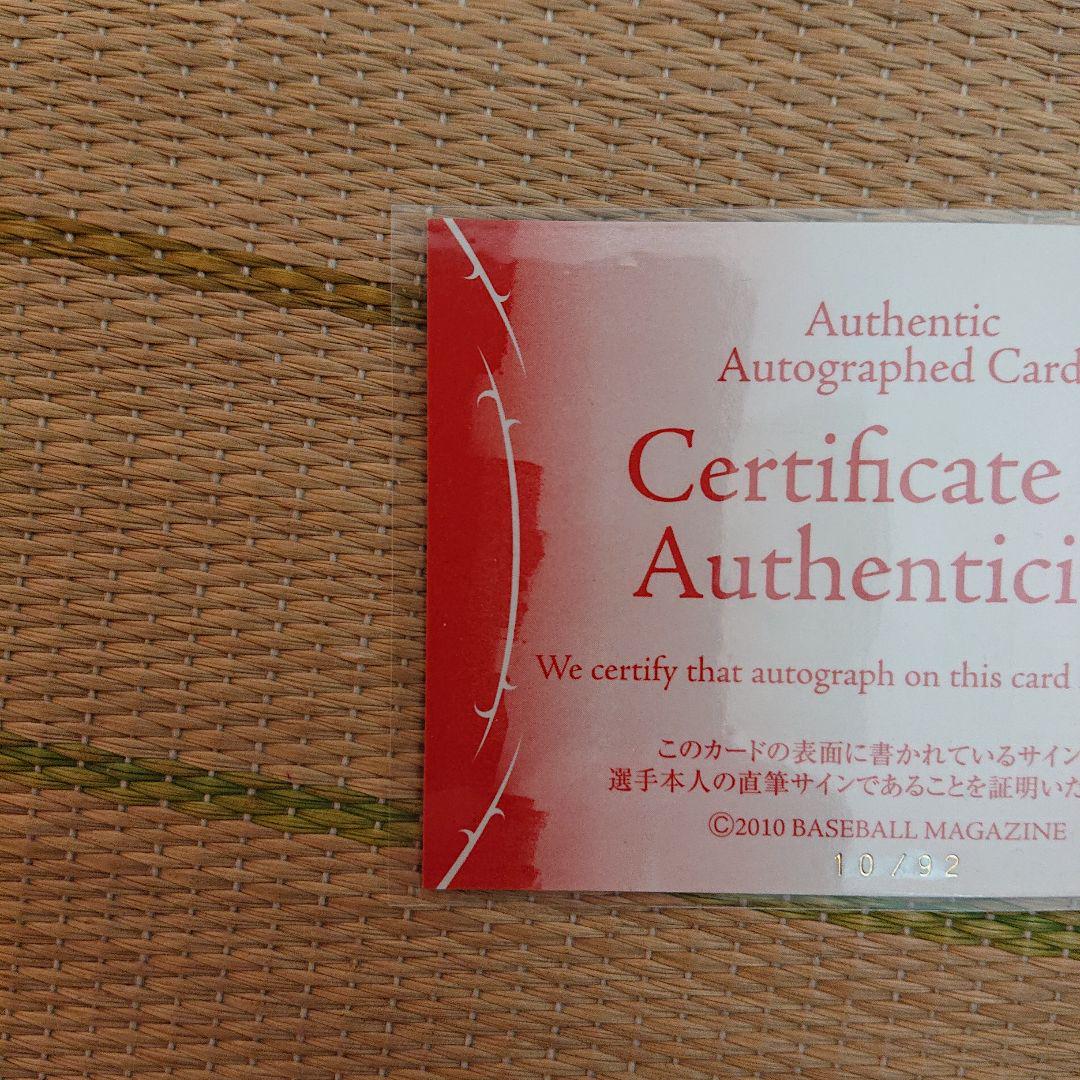 Authentic
Autographed Card
Certificate
Authentici
We certify that autograph on this card
このカードの表面に書かれているサイン
選手本人の直筆サインであることを証明いた
©2010 BASEBALL MAGAZINE
10/92